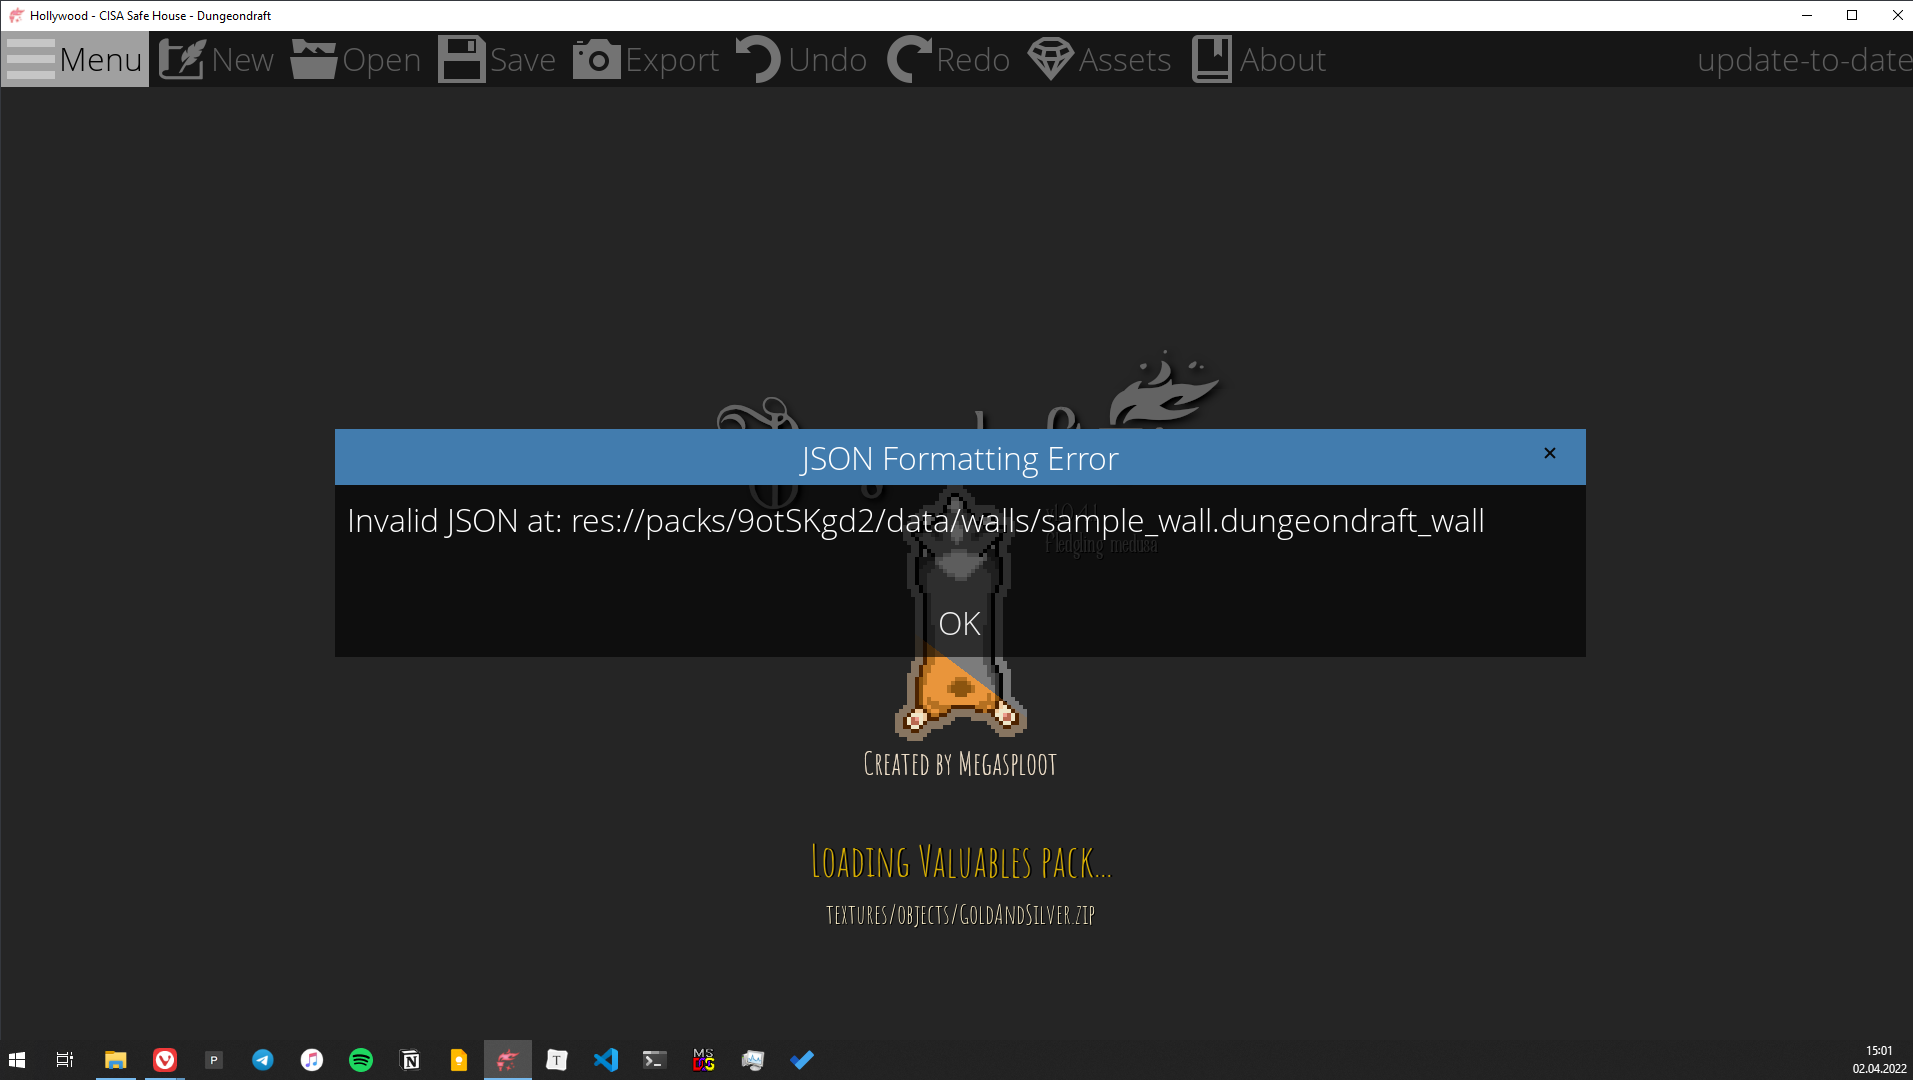 Hollywood - CISA Safe House - Dungeondraft
Menu New Open Save Export Undo Redo Assets About update-to-date
JSON Formatting Error
Invalid JSON at: res://packs/9otSKgd2/data/walls/sample_wall.dungeondraft_wall
Fledgling medusa
OK
Created by Megasploot
Loading Valuables pack...
textures/objects/GoldAndSilver.zip
15:01
02.04.2022